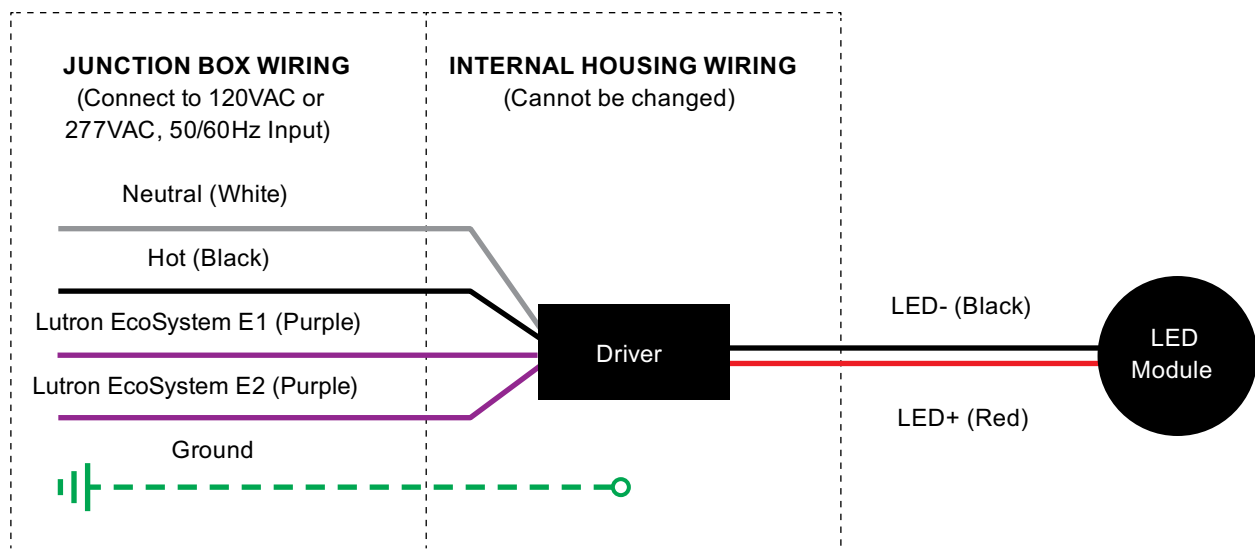 JUNCTION BOX WIRING
(Connect to 120VAC or
277VAC, 50/60Hz Input)
INTERNAL HOUSING WIRING
(Cannot be changed)
Neutral (White)
Hot (Black)
Lutron EcoSystem E1 (Purple)
Lutron EcoSystem E2 (Purple)
Ground
Driver
LED- (Black)
LED+ (Red)
LED
Module